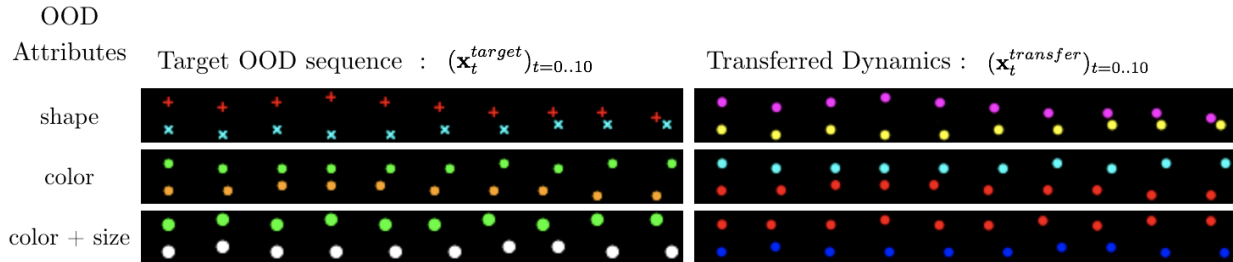 OOD
Attributes
Target OOD sequence : $(\mathbf{x}_t^{target})_{t=0..10}$
Transferred Dynamics : $(\mathbf{x}_t^{transfer})_{t=0..10}$
shape
color
color + size